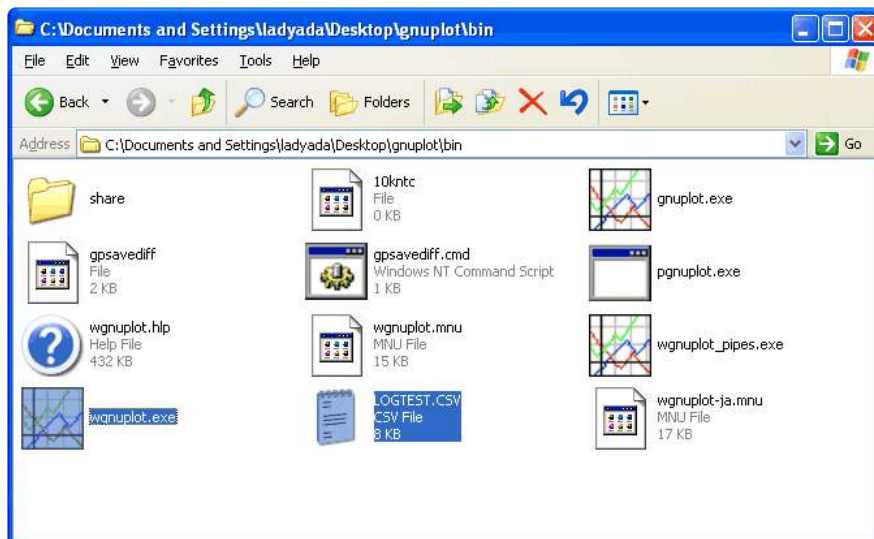 C:\Documents and Settings\ladyada\Desktop\gnuplot\bin
File Edit View Favorites Tools Help
Back Search Folders
Address C:\Documents and Settings\ladyada\Desktop\gnuplot\bin Go
share
10kntc
File
0 KB
gnuplot.exe
gpsavediff
File
2 KB
gpsavediff.cmd
Windows NT Command Script
1 KB
pgnuplot.exe
wgnuplot.hlp
Help File
432 KB
wgnuplot.mnu
MNU File
15 KB
wgnuplot_pipes.exe
wgnuplot.exe
LOGTEST.CSV
CSV File
8 KB
wgnuplot-ja.mnu
MNU File
17 KB